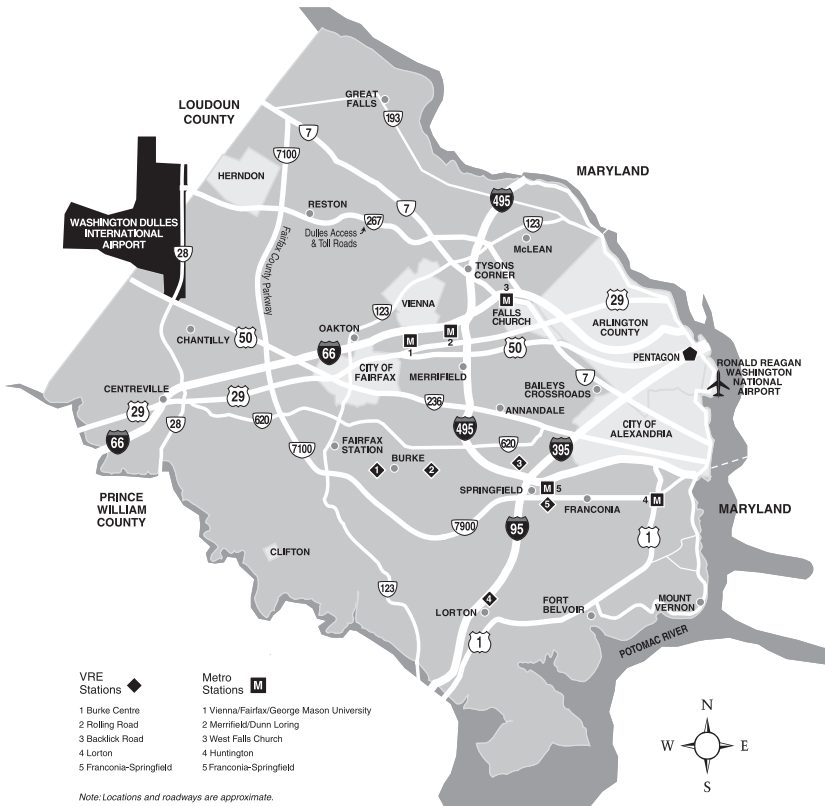 GREAT
FALLS
193
LOUDOUN
COUNTY
7
7100
MARYLAND
HERNDON
495
RESTON
7
123
WASHINGTON DULLES
INTERNATIONAL
AIRPORT
267
Dulles Access
& Toll Roads
McLEAN
28
Fairfax County Parkway
TYSONS
CORNER
VIENNA
3
M
29
123
FALLS
CHURCH
ARLINGTON
COUNTY
CHANTILLY
50
OAKTON
M
2
M
1
50
66
PENTAGON
RONALD REAGAN
WASHINGTON
NATIONAL
AIRPORT
CITY OF
FAIRFAX
MERRIFIELD
7
BAILEYS
CROSSROADS
CENTREVILLE
29
29
236
ANNANDALE
620
28
66
495
CITY OF
ALEXANDRIA
7100
FAIRFAX
STATION
620
395
BURKE
1
2
3
PRINCE
WILLIAM
COUNTY
SPRINGFIELD
M 5
5
FRANCONIA
4 M
MARYLAND
7900
95
1
CLIFTON
123
4
LORTON
FORT
BELVOIR
MOUNT
VERNON
1
POTOMAC RIVER
VRE
Stations
1 Burke Centre
2 Rolling Road
3 Backlick Road
4 Lorton
5 Franconia-Springfield
Metro
Stations M
1 Vienna/Fairfax/George Mason University
2 Merrifield/Dunn Loring
3 West Falls Church
4 Huntington
5 Franconia-Springfield
N
W E
S
Note: Locations and roadways are approximate.